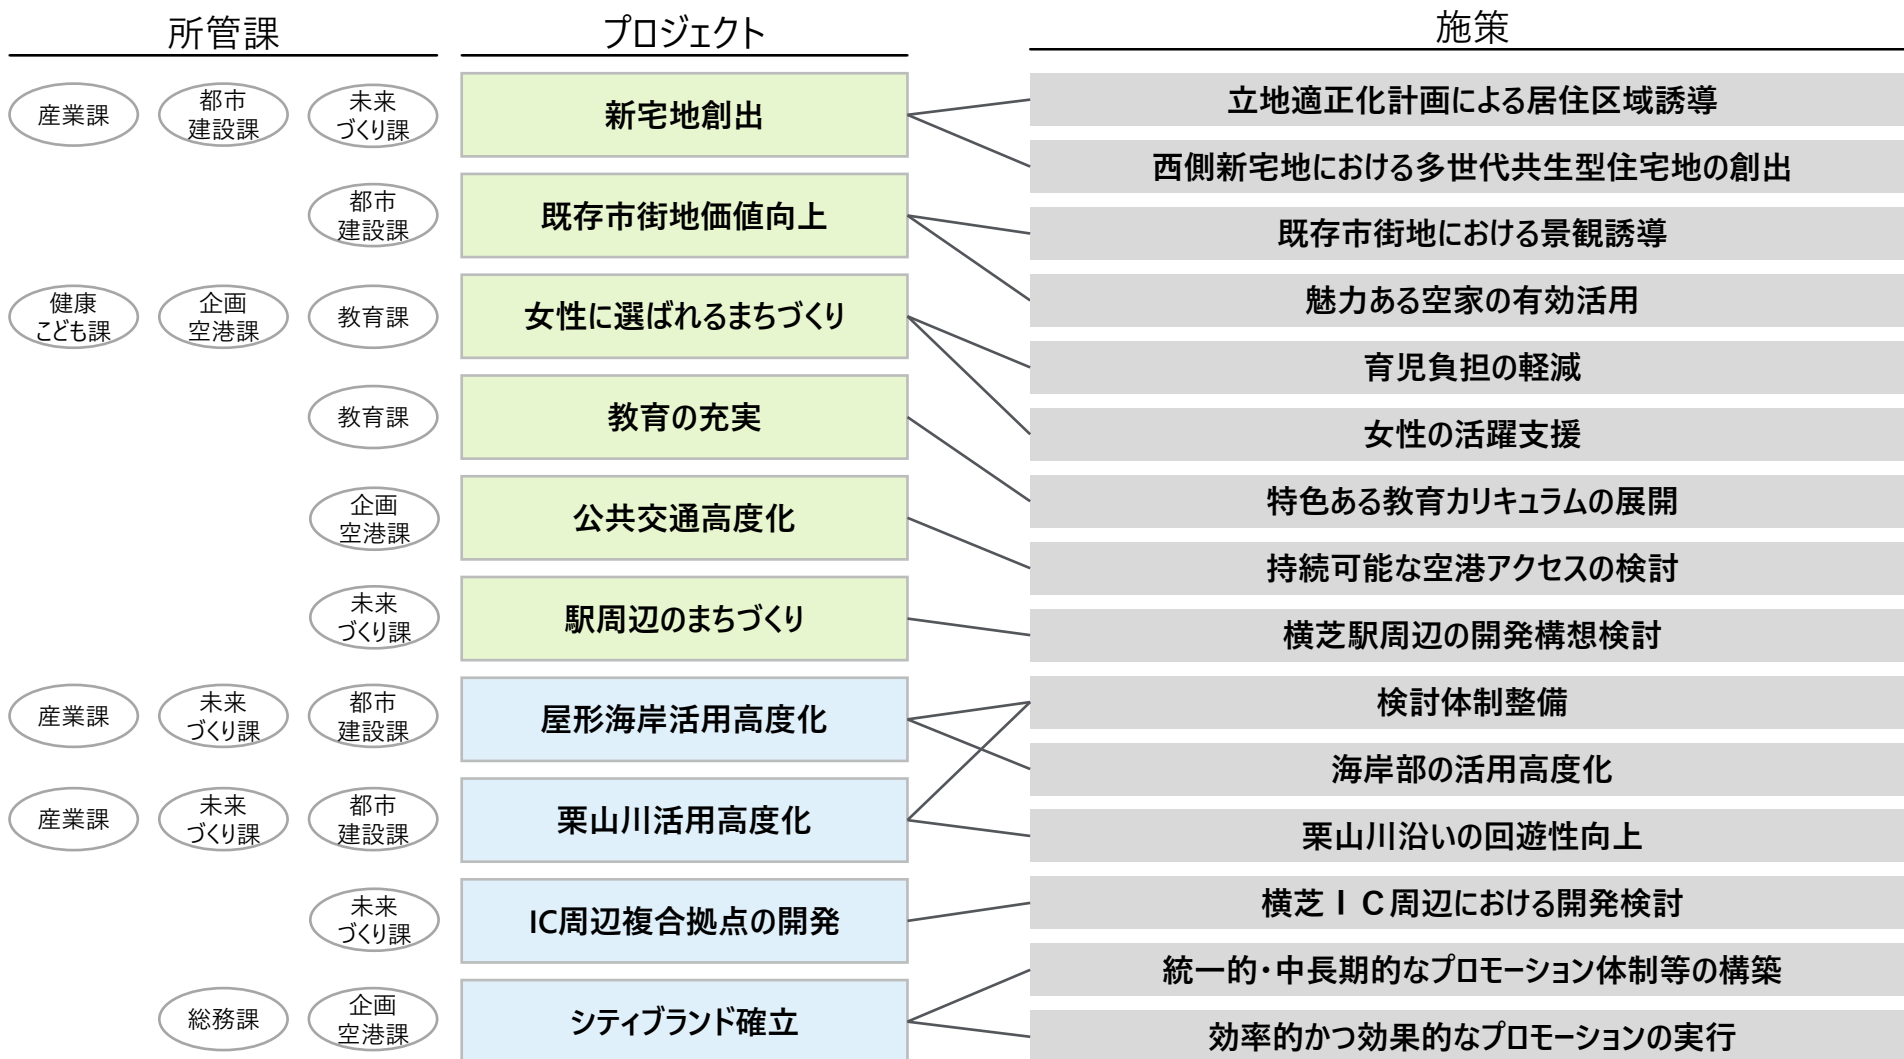 所管課
プロジェクト
施策
産業課
都市
建設課
未来
づくり課
新宅地創出
立地適正化計画による居住区域誘導
西側新宅地における多世代共生型住宅地の創出
都市
建設課
既存市街地価値向上
既存市街地における景観誘導
魅力ある空家の有効活用
健康
こども課
企画
空港課
教育課
女性に選ばれるまちづくり
育児負担の軽減
女性の活躍支援
教育課
教育の充実
特色ある教育カリキュラムの展開
企画
空港課
公共交通高度化
持続可能な空港アクセスの検討
未来
づくり課
駅周辺のまちづくり
横芝駅周辺の開発構想検討
産業課
未来
づくり課
都市
建設課
屋形海岸活用高度化
検討体制整備
海岸部の活用高度化
産業課
未来
づくり課
都市
建設課
栗山川活用高度化
栗山川沿いの回遊性向上
未来
づくり課
IC周辺複合拠点の開発
横芝ＩＣ周辺における開発検討
総務課
企画
空港課
シティブランド確立
統一的・中長期的なプロモーション体制等の構築
効率的かつ効果的なプロモーションの実行